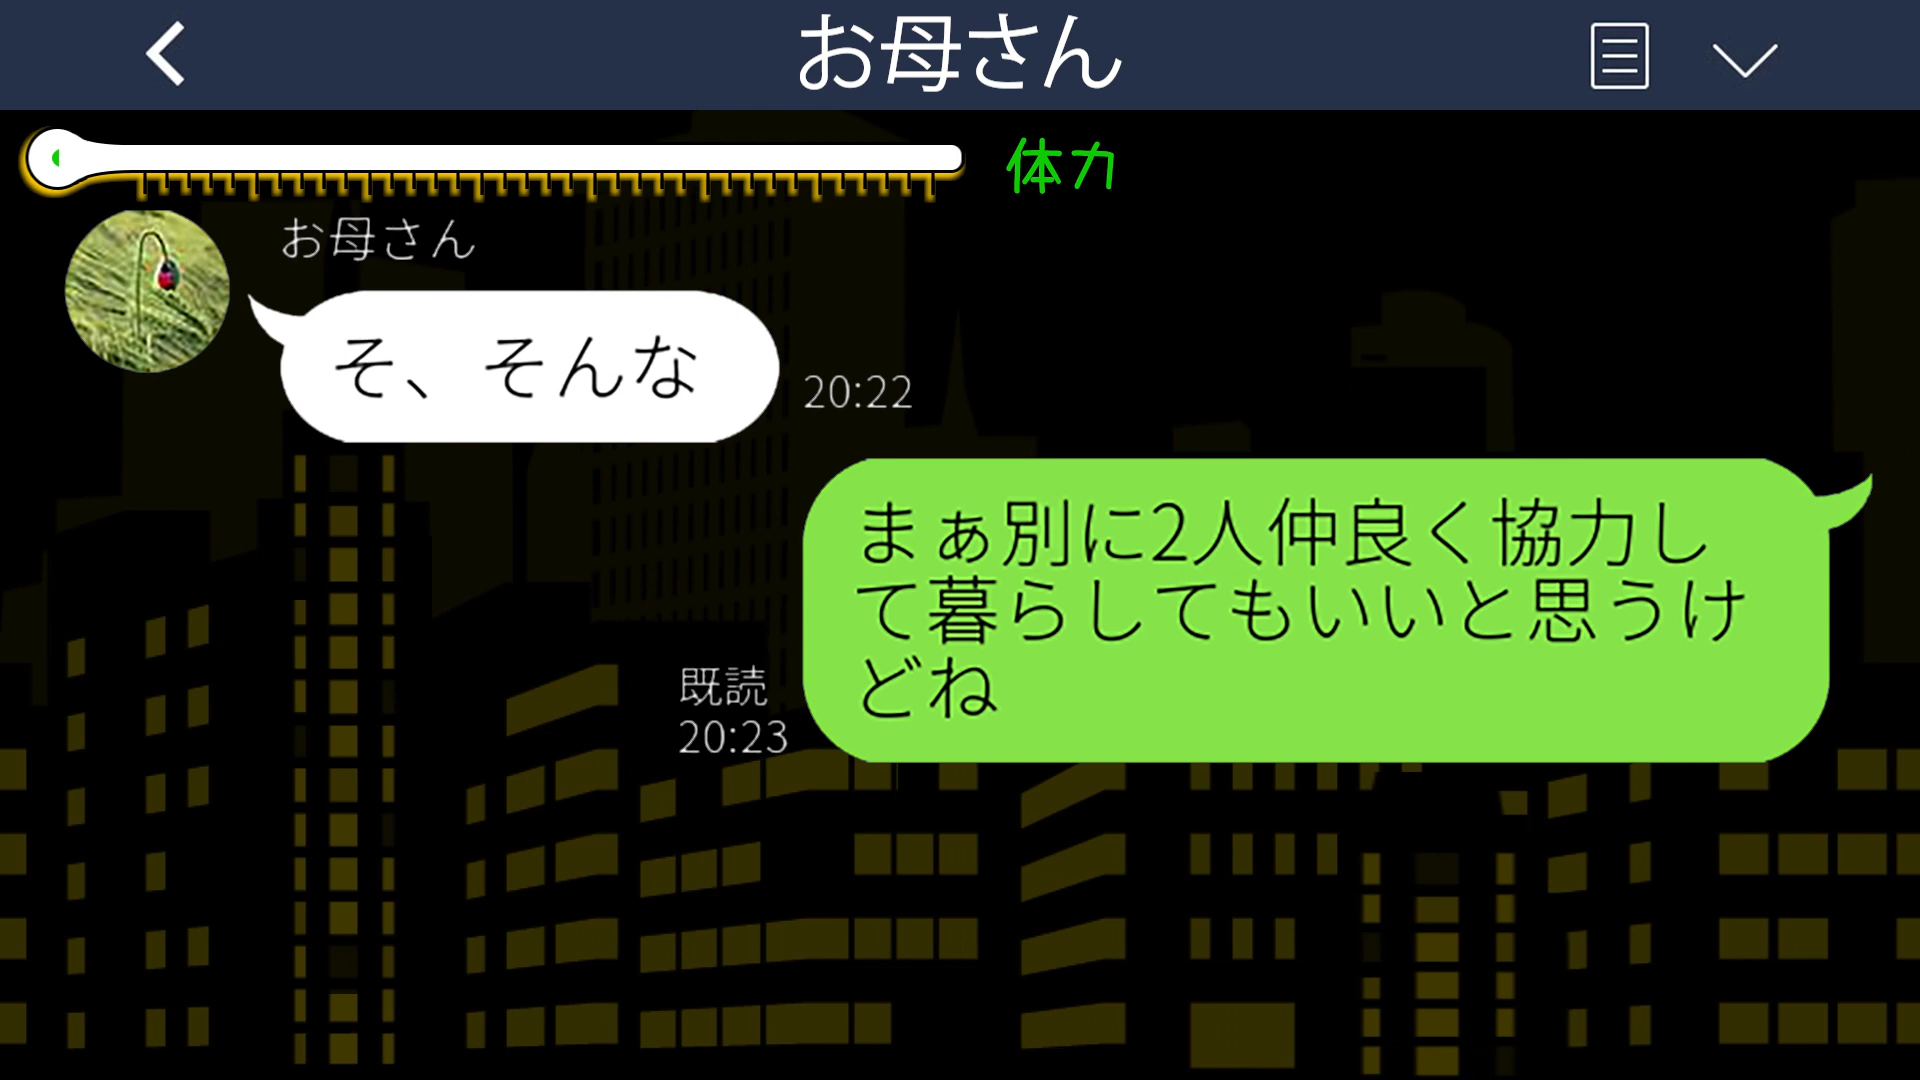 お母さん
体力
お母さん
そ、そんな
20:22
まぁ別に2人仲良く協力し
て暮らしてもいいと思うけ
どね
既読
20:23